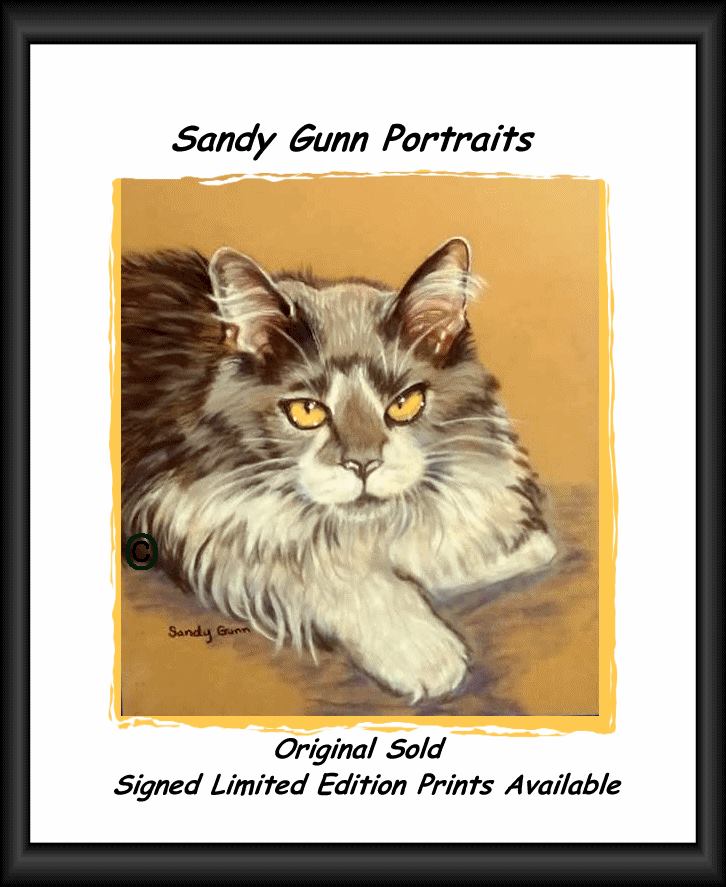 Sandy Gunn Portraits
©
Sandy Gunn
Original Sold
Signed Limited Edition Prints Available